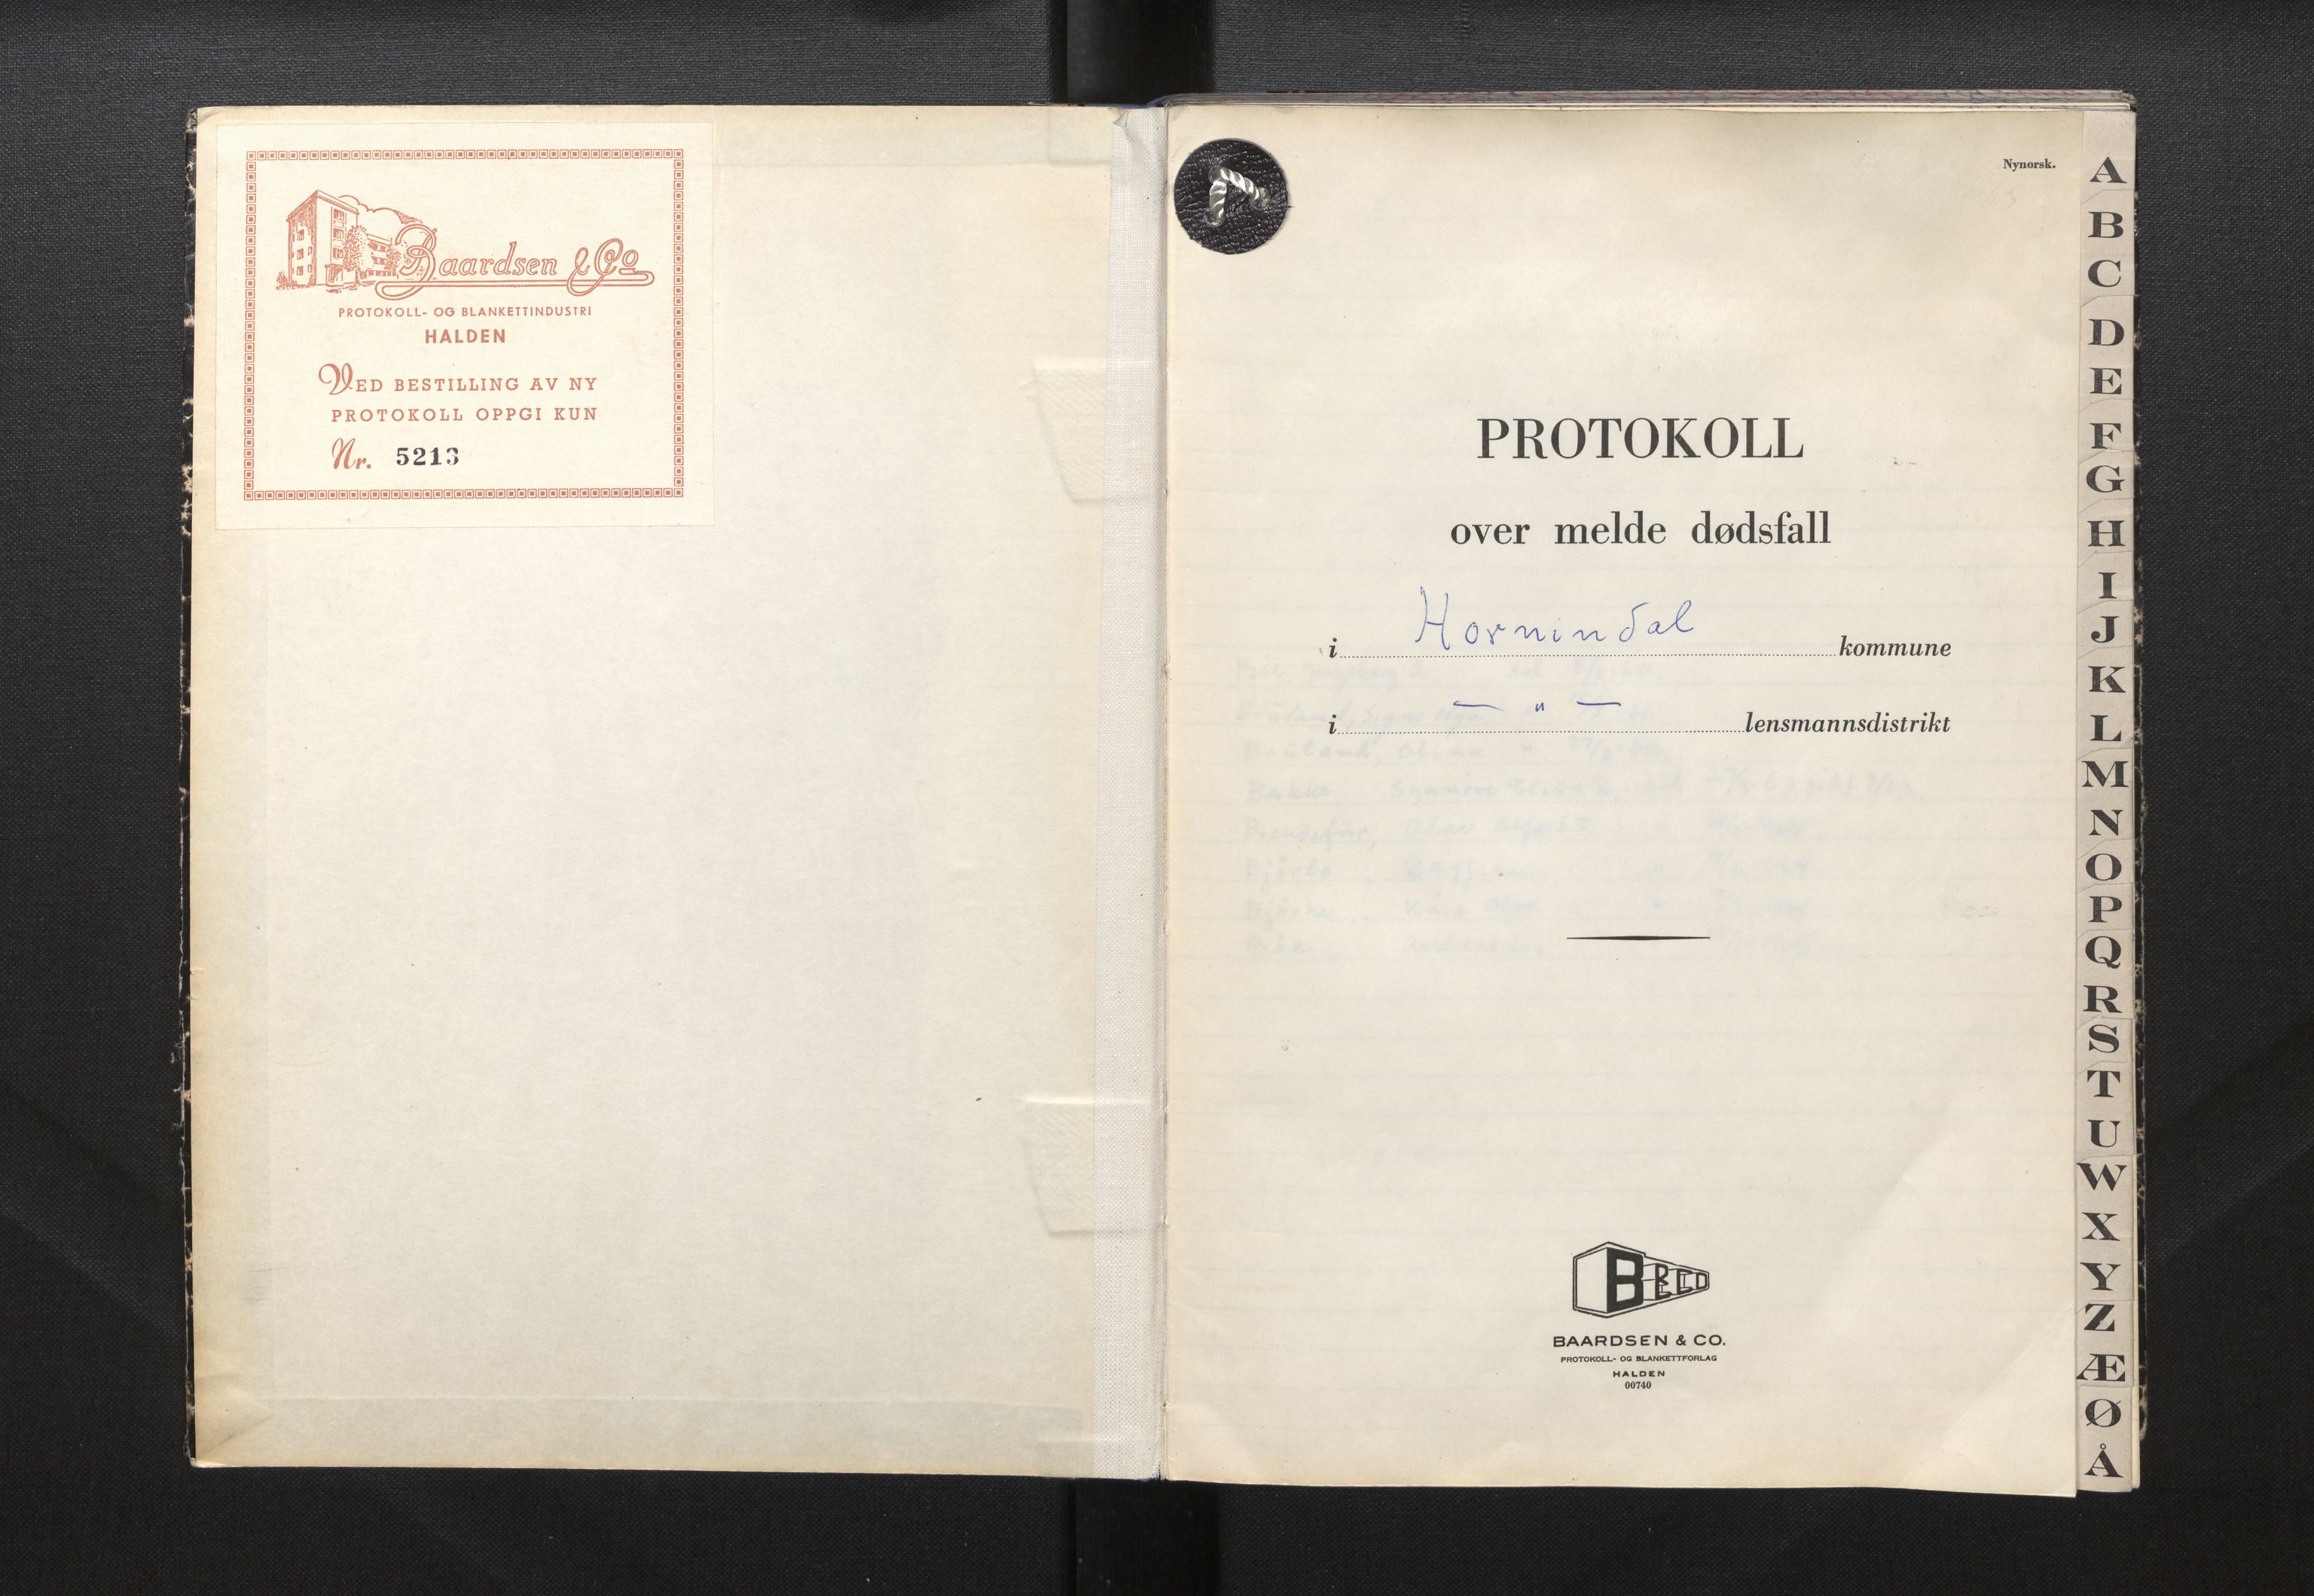 Baardsen & Co
PROTOKOLL- OG BLANKETTINDUSTRI
HALDEN
VED BESTILLING AV NY
PROTOKOLL OPPGI KUN
Nr. 5213
Nynorsk.
PROTOKOLL
over melde dødsfall
i Hornindal kommune
i — " — lensmannsdistrikt
BECO
BAARDSEN & CO.
PROTOKOLL- OG BLANKETTFORLAG
HALDEN
00740
A
B
C
D
E
F
G
H
I
J
K
L
M
N
O
P
Q
R
S
T
U
W
X
Y
Z
Æ
Ø
Å